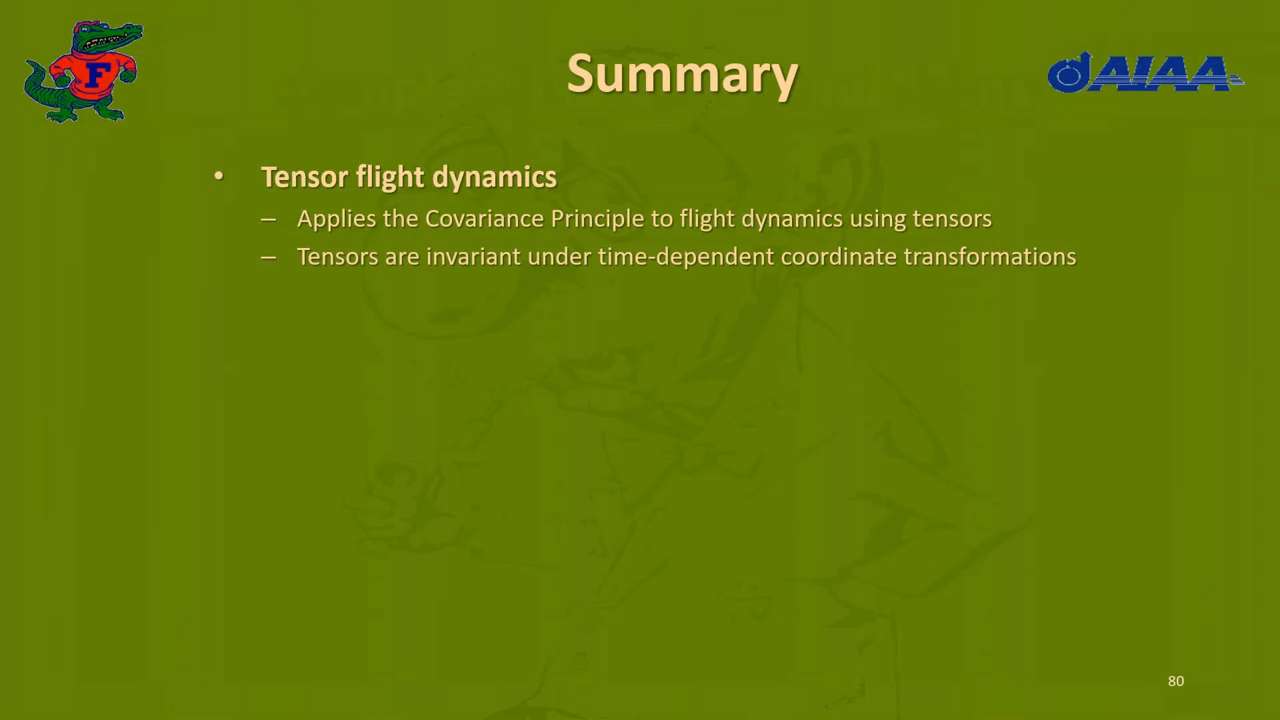 F
AIAA
Summary
• Tensor flight dynamics
– Applies the Covariance Principle to flight dynamics using tensors
– Tensors are invariant under time-dependent coordinate transformations
80